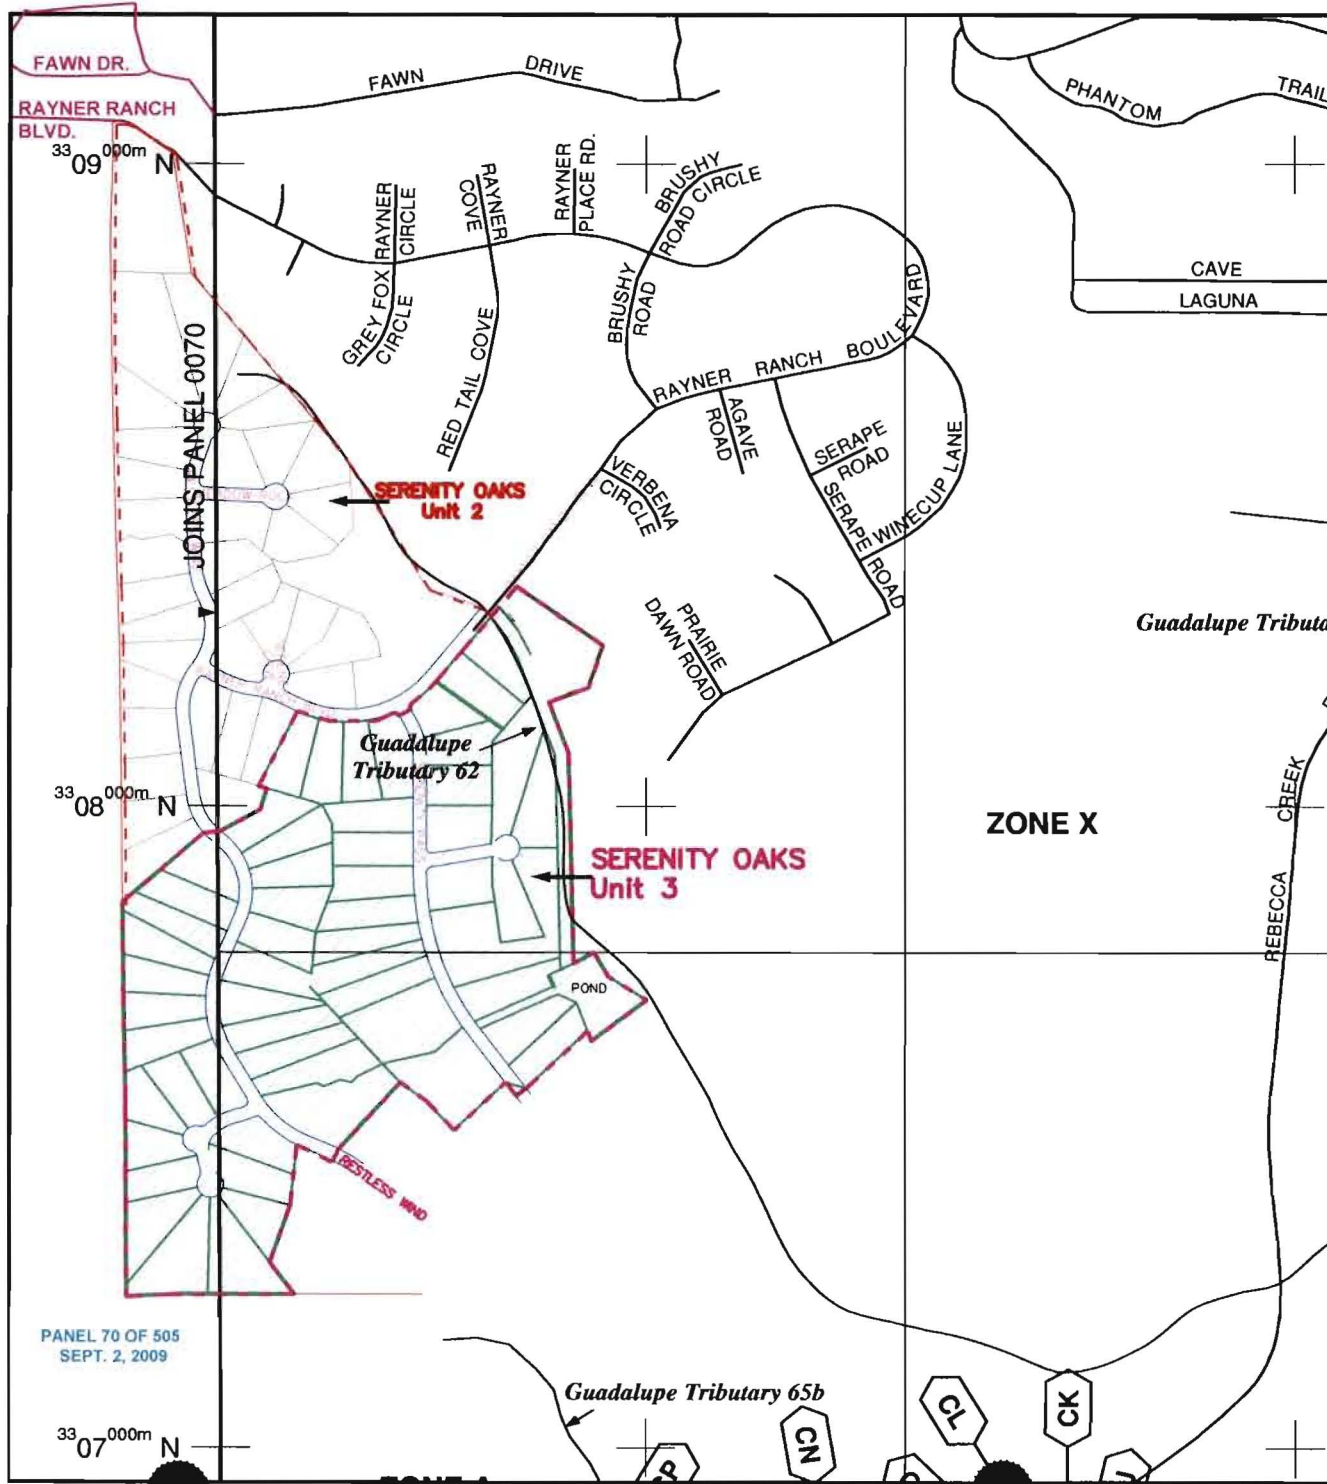 FAWN DR.
RAYNER RANCH
BLVD.
33 09 000m N
FAWN DRIVE
PHANTOM TRAIL
RAYNER
CIRCLE
GREY FOX
CIRCLE
RAYNER
COVE
RED TAIL COVE
RAYNER
PLACE RD.
BRUSHY
ROAD CIRCLE
BRUSHY
ROAD
CAVE
LAGUNA
RAYNER RANCH BOULEVARD
AGAVE
ROAD
SERAPE
ROAD
SERAPE
ROAD
WINECUP LANE
VERBENA
CIRCLE
PRAIRIE
DAWN ROAD
JOINS PANEL 0070
SERENITY OAKS
Unit 2
Guadalupe
Tributary 62
33 08 000m N
SERENITY OAKS
Unit 3
ZONE X
REBECCA CREEK
POND
RESTLESS WIND
PANEL 70 OF 505
SEPT. 2, 2009
Guadalupe Tributary 65b
33 07 000m N
CN
CL
CK